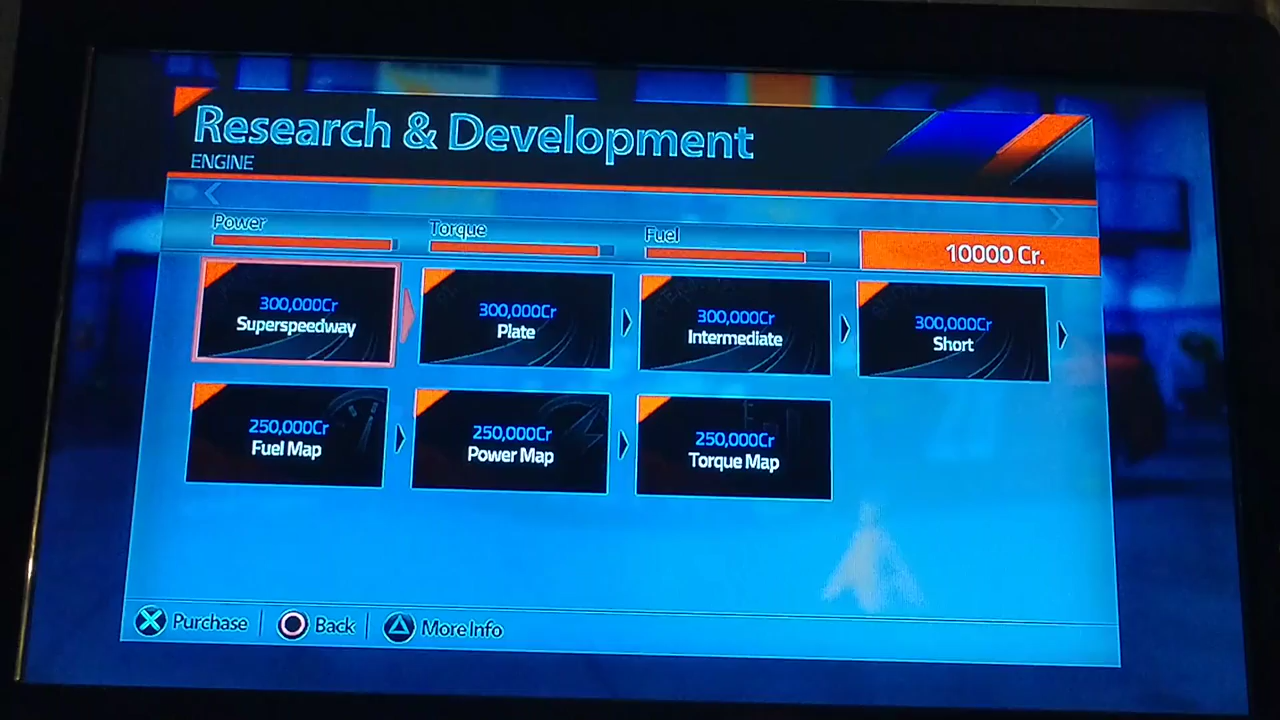 Research & Development
ENGINE
Power
Torque
Fuel
10000 Cr.
300,000Cr
Superspeedway
300,000Cr
Plate
300,000Cr
Intermediate
300,000Cr
Short
250,000Cr
Fuel Map
250,000Cr
Power Map
250,000Cr
Torque Map
Purchase
Back
More Info